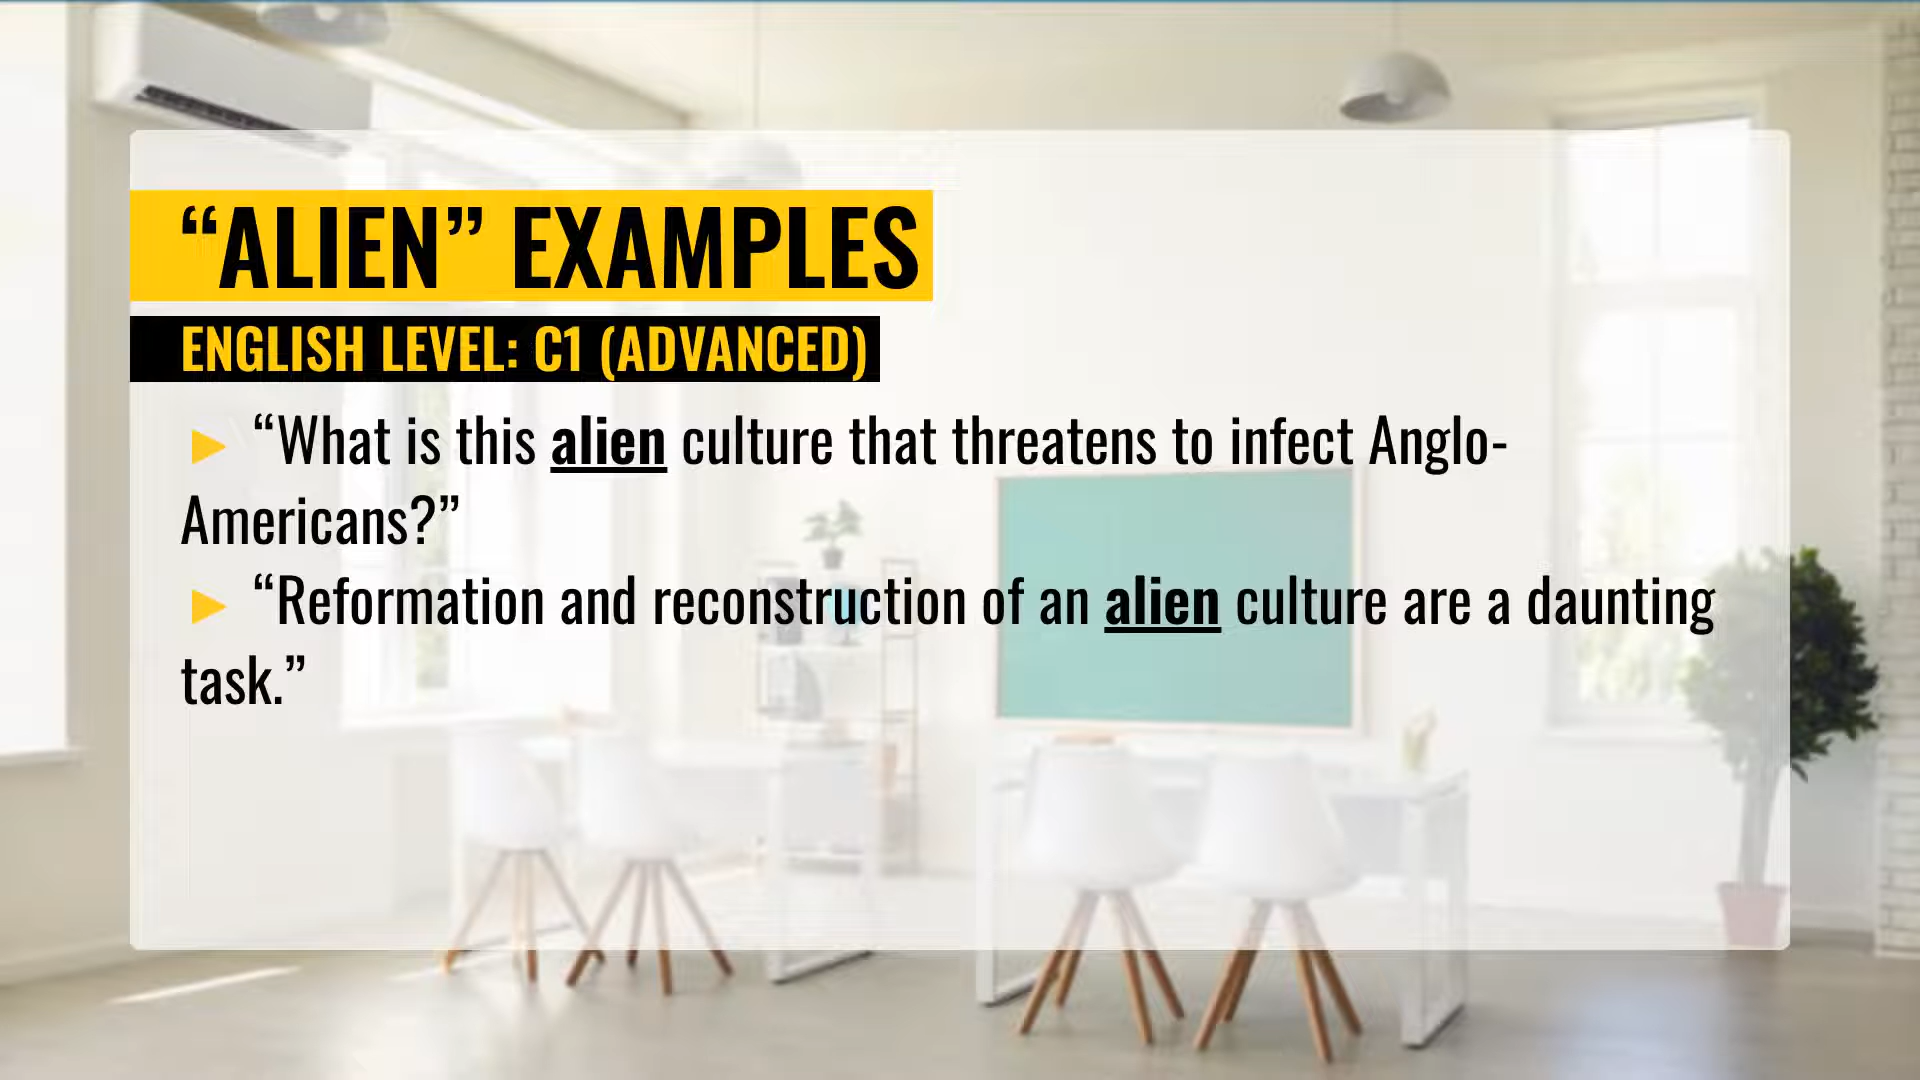 “ALIEN” EXAMPLES
ENGLISH LEVEL: C1 (ADVANCED)
► “What is this alien culture that threatens to infect Anglo-
Americans?”
► “Reformation and reconstruction of an alien culture are a daunting
task.”